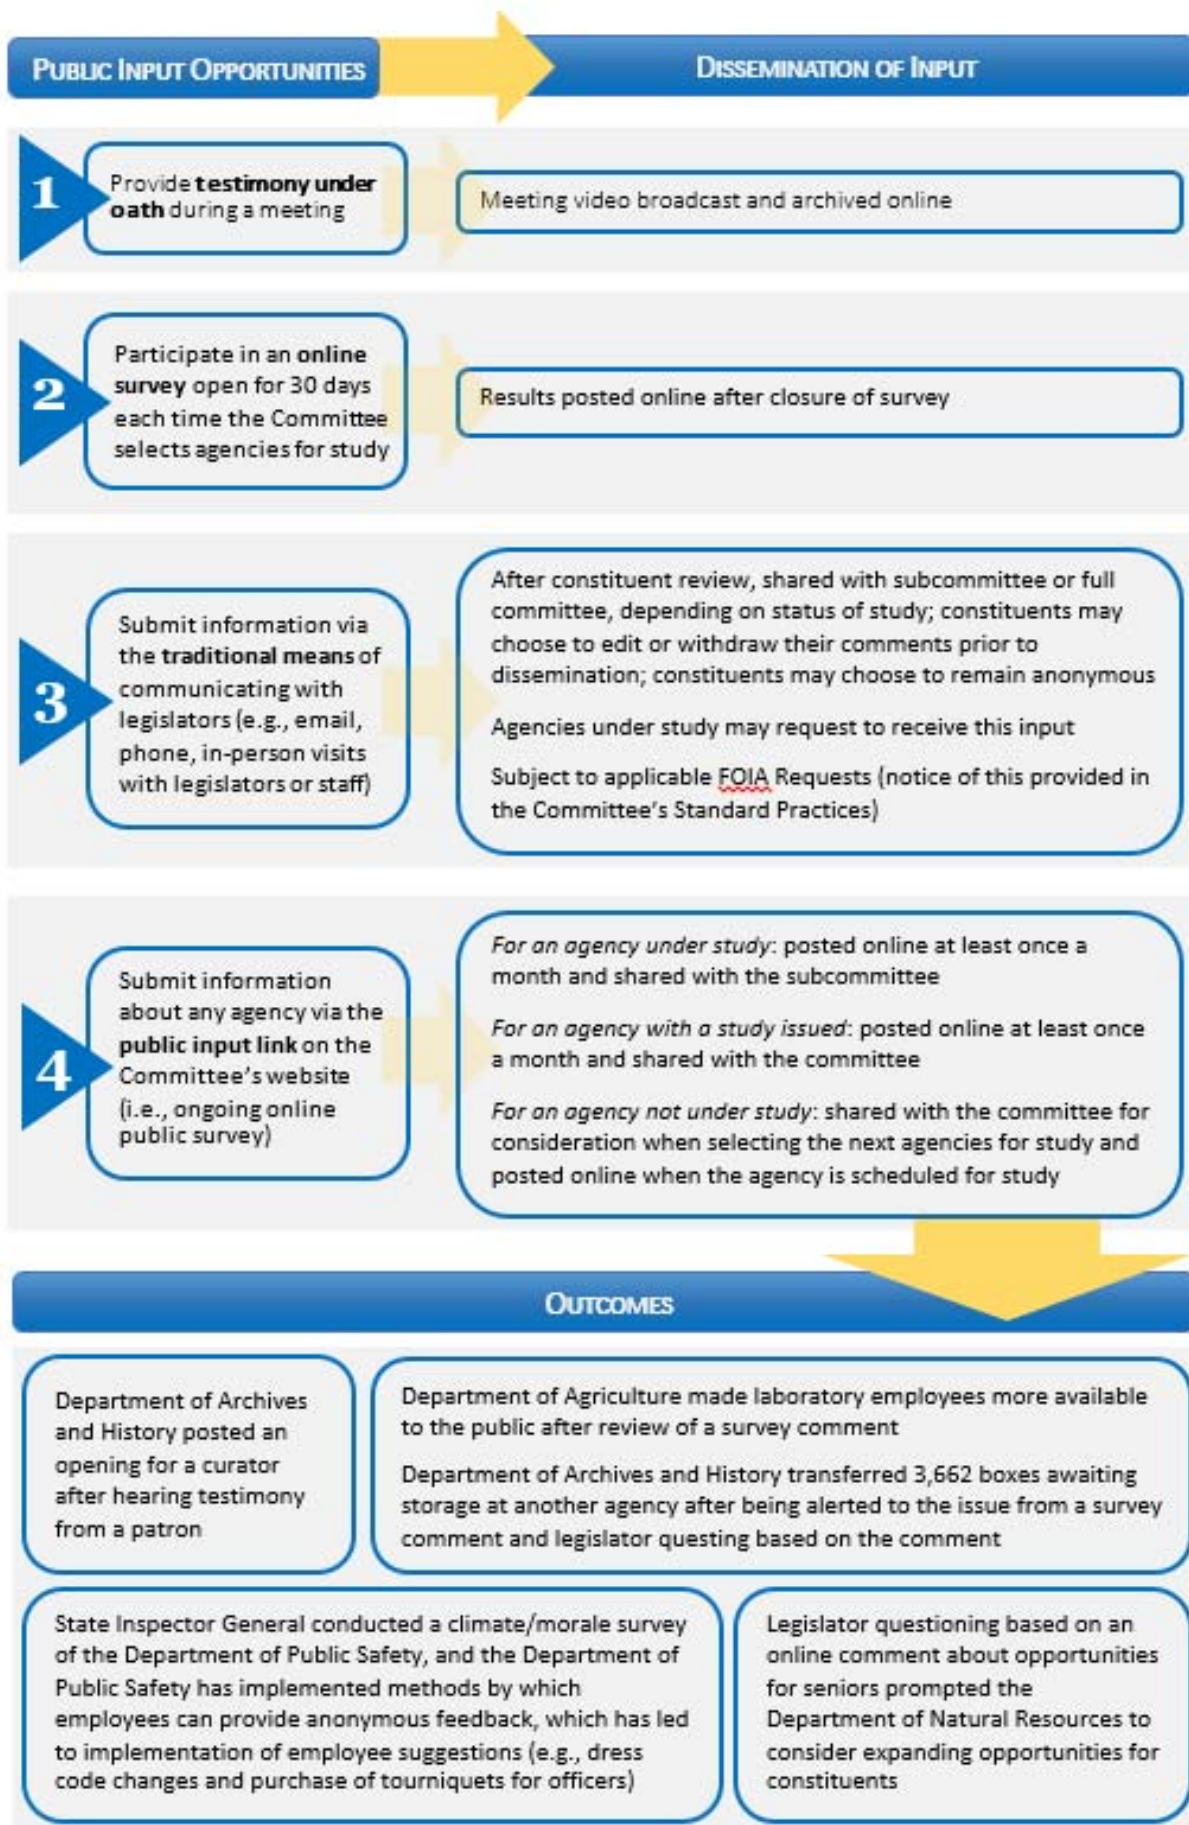 PUBLIC INPUT OPPORTUNITIES
DISSEMINATION OF INPUT
1
Provide testimony under
oath during a meeting
Meeting video broadcast and archived online
2
Participate in an online
survey open for 30 days
each time the Committee
selects agencies for study
Results posted online after closure of survey
3
Submit information via
the traditional means of
communicating with
legislators (e.g., email,
phone, in-person visits
with legislators or staff)
After constituent review, shared with subcommittee or full
committee, depending on status of study; constituents may
choose to edit or withdraw their comments prior to
dissemination; constituents may choose to remain anonymous
Agencies under study may request to receive this input
Subject to applicable FOIA Requests (notice of this provided in
the Committee's Standard Practices)
4
Submit information
about any agency via the
public input link on the
Committee's website
(i.e., ongoing online
public survey)
For an agency under study: posted online at least once a
month and shared with the subcommittee
For an agency with a study issued: posted online at least once
a month and shared with the committee
For an agency not under study: shared with the committee for
consideration when selecting the next agencies for study and
posted online when the agency is scheduled for study
OUTCOMES
Department of Archives
and History posted an
opening for a curator
after hearing testimony
from a patron
Department of Agriculture made laboratory employees more available
to the public after review of a survey comment
Department of Archives and History transferred 3,662 boxes awaiting
storage at another agency after being alerted to the issue from a survey
comment and legislator questing based on the comment
State Inspector General conducted a climate/morale survey
of the Department of Public Safety, and the Department of
Public Safety has implemented methods by which
employees can provide anonymous feedback, which has led
to implementation of employee suggestions (e.g., dress
code changes and purchase of tourniquets for officers)
Legislator questioning based on an
online comment about opportunities
for seniors prompted the
Department of Natural Resources to
consider expanding opportunities for
constituents